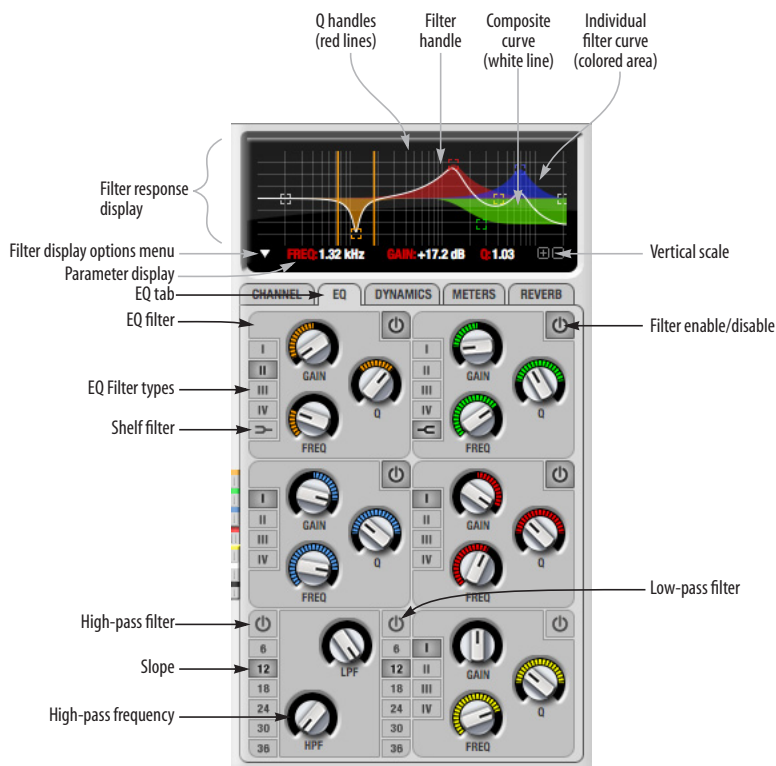 Q handles
(red lines)
Filter
handle
Composite
curve
(white line)
Individual
filter curve
(colored area)
Filter response
display
Filter display options menu
FREQ: 1.32 kHz GAIN: +17.2 dB Q: 1.03
Vertical scale
Parameter display
EQ tab
CHANNEL EQ DYNAMICS METERS REVERB
EQ filter
Filter enable/disable
I
II
III
IV
GAIN
Q
FREQ
I
II
III
IV
GAIN
Q
FREQ
EQ Filter types
Shelf filter
I
II
III
IV
GAIN
Q
FREQ
I
II
III
IV
GAIN
Q
FREQ
Low-pass filter
High-pass filter
Slope
High-pass frequency
6
12
18
24
30
36
LPF
HPF
6
12
18
24
30
36
I
II
III
IV
GAIN
Q
FREQ